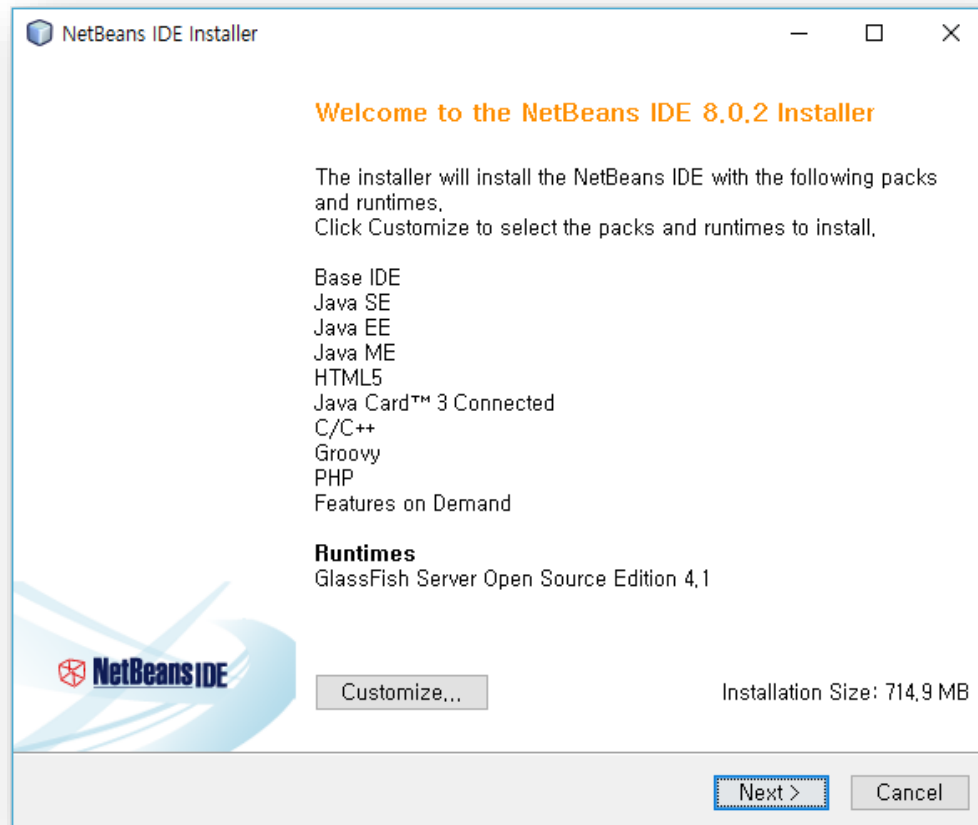 NetBeans IDE Installer
Welcome to the NetBeans IDE 8.0.2 Installer
The installer will install the NetBeans IDE with the following packs
and runtimes.
Click Customize to select the packs and runtimes to install.
Base IDE
Java SE
Java EE
Java ME
HTML5
Java Card™ 3 Connected
C/C++
Groovy
PHP
Features on Demand
Runtimes
GlassFish Server Open Source Edition 4.1
NetBeans IDE
Customize...
Installation Size: 714.9 MB
Next >
Cancel